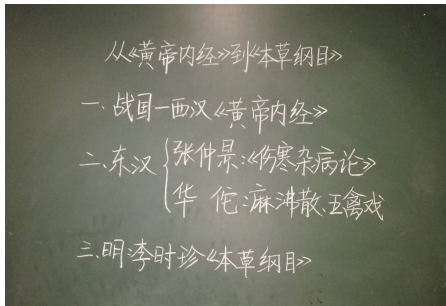 从《黄帝内经》到《本草纲目》
一.战国一西汉《黄帝内经》
二.东汉{张仲景:《伤寒杂病论》
华佗:麻沸散、五禽戏
三.明:李时珍《本草纲目》